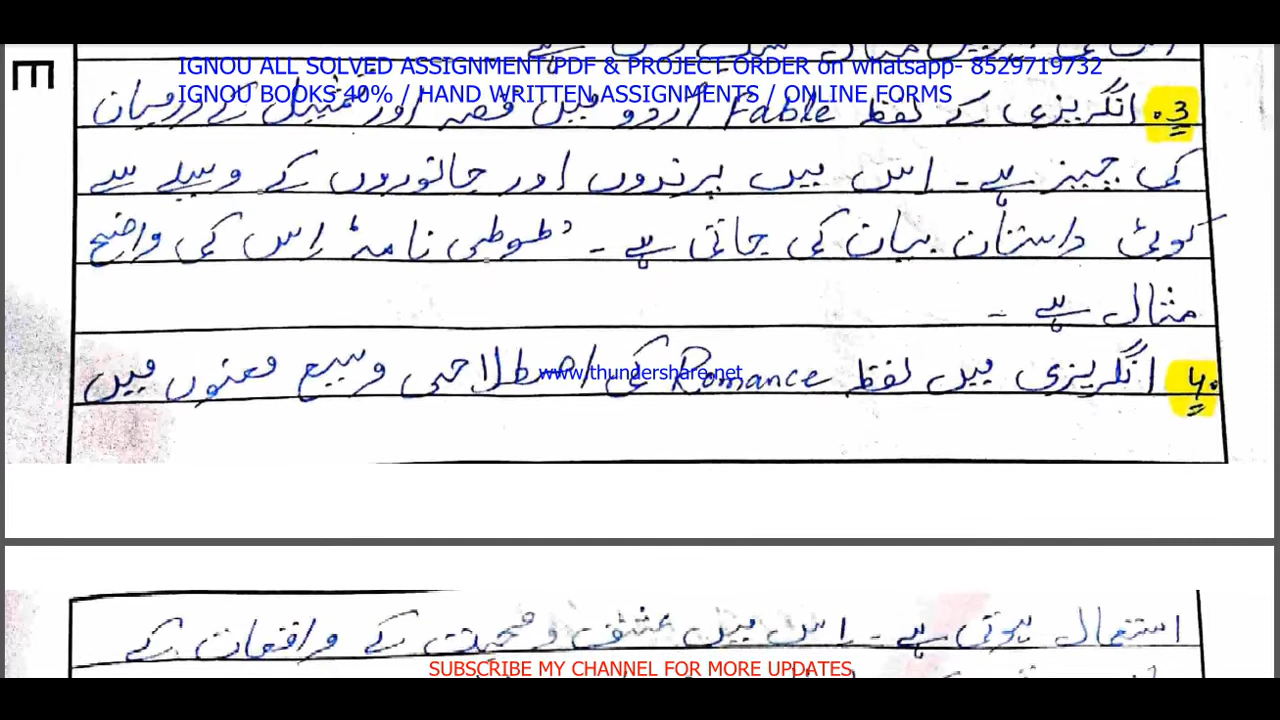 E
IGNOU ALL SOLVED ASSIGNMENT PDF & PROJECT ORDER on whatsapp- 8529719732
IGNOU BOOKS 40% / HAND WRITTEN ASSIGNMENTS / ONLINE FORMS
3۔ انگریزی کے لفظ Fable اردو میں قصہ اور تمثیل کے درمیان
کی چیز ہے۔ اس میں پرندوں اور جانوروں کے وسیلے سے
کوئی داستان بیان کی جاتی ہے۔ 'طوطی نامہ' اس کی واضح
مثال ہے۔
۴۔ انگریزی میں لفظ Romance کی اصطلاحی وسیع معنوں میں
www.thundershare.net
استعمال ہوتی ہے۔ اس میں عشق و محبت کے واقعات کے
SUBSCRIBE MY CHANNEL FOR MORE UPDATES